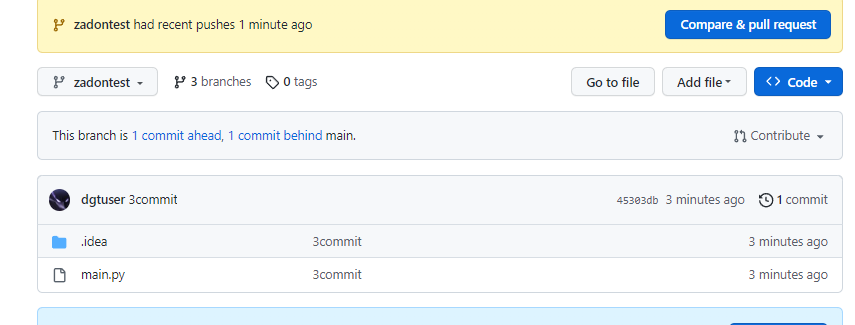 zadontest had recent pushes 1 minute ago Compare & pull request
zadontest 3 branches 0 tags Go to file Add file Code
This branch is 1 commit ahead, 1 commit behind main. Contribute
dgtuser 3commit 45303db 3 minutes ago 1 commit
.idea 3commit 3 minutes ago
main.py 3commit 3 minutes ago